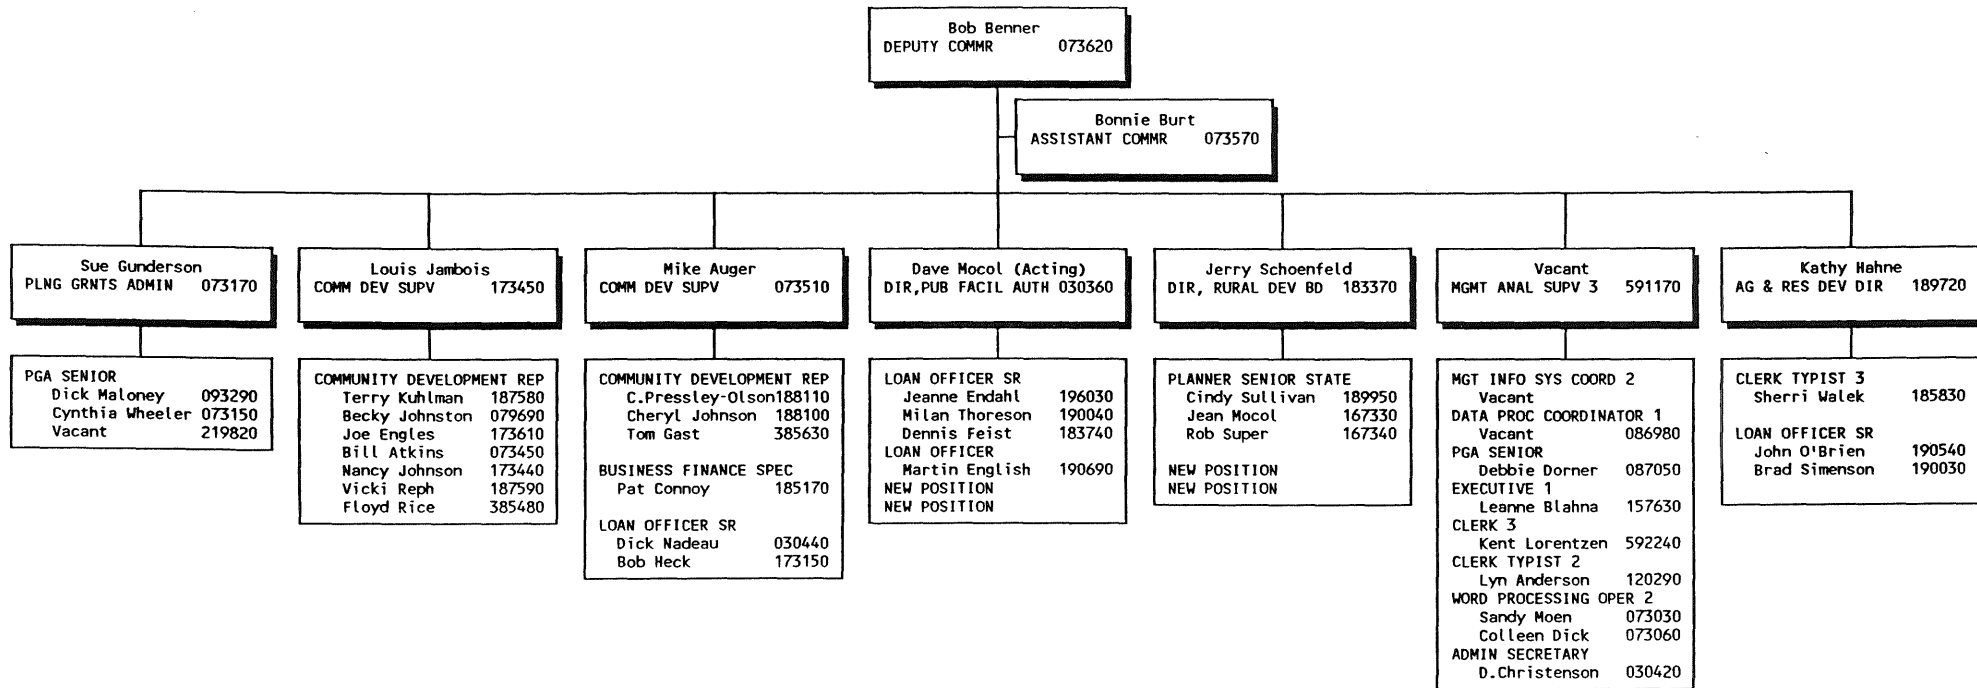 Bob Benner
DEPUTY COMMR 073620
Bonnie Burt
ASSISTANT COMMR 073570
Sue Gunderson
PLNG GRNTS ADMIN 073170
Louis Jambois
COMM DEV SUPV 173450
Mike Auger
COMM DEV SUPV 073510
Dave Mocol (Acting)
DIR,PUB FACIL AUTH 030360
Jerry Schoenfeld
DIR, RURAL DEV BD 183370
Vacant
MGMT ANAL SUPV 3 591170
Kathy Hahne
AG & RES DEV DIR 189720
PGA SENIOR
Dick Maloney 093290
Cynthia Wheeler 073150
Vacant 219820
COMMUNITY DEVELOPMENT REP
Terry Kuhlman 187580
Becky Johnston 079690
Joe Engles 173610
Bill Atkins 073450
Nancy Johnson 173440
Vicki Reph 187590
Floyd Rice 385480
COMMUNITY DEVELOPMENT REP
C.Pressley-Olson188110
Cheryl Johnson 188100
Tom Gast 385630
BUSINESS FINANCE SPEC
Pat Connoy 185170
LOAN OFFICER SR
Dick Nadeau 030440
Bob Heck 173150
LOAN OFFICER SR
Jeanne Endahl 196030
Milan Thoreson 190040
Dennis Feist 183740
LOAN OFFICER
Martin English 190690
NEW POSITION
NEW POSITION
PLANNER SENIOR STATE
Cindy Sullivan 189950
Jean Mocol 167330
Rob Super 167340
NEW POSITION
NEW POSITION
MGT INFO SYS COORD 2
Vacant
DATA PROC COORDINATOR 1
Vacant 086980
PGA SENIOR
Debbie Dorner 087050
EXECUTIVE 1
Leanne Blahna 157630
CLERK 3
Kent Lorentzen 592240
CLERK TYPIST 2
Lyn Anderson 120290
WORD PROCESSING OPER 2
Sandy Moen 073030
Colleen Dick 073060
ADMIN SECRETARY
D.Christenson 030420
CLERK TYPIST 3
Sherri Walek 185830
LOAN OFFICER SR
John O'Brien 190540
Brad Simenson 190030